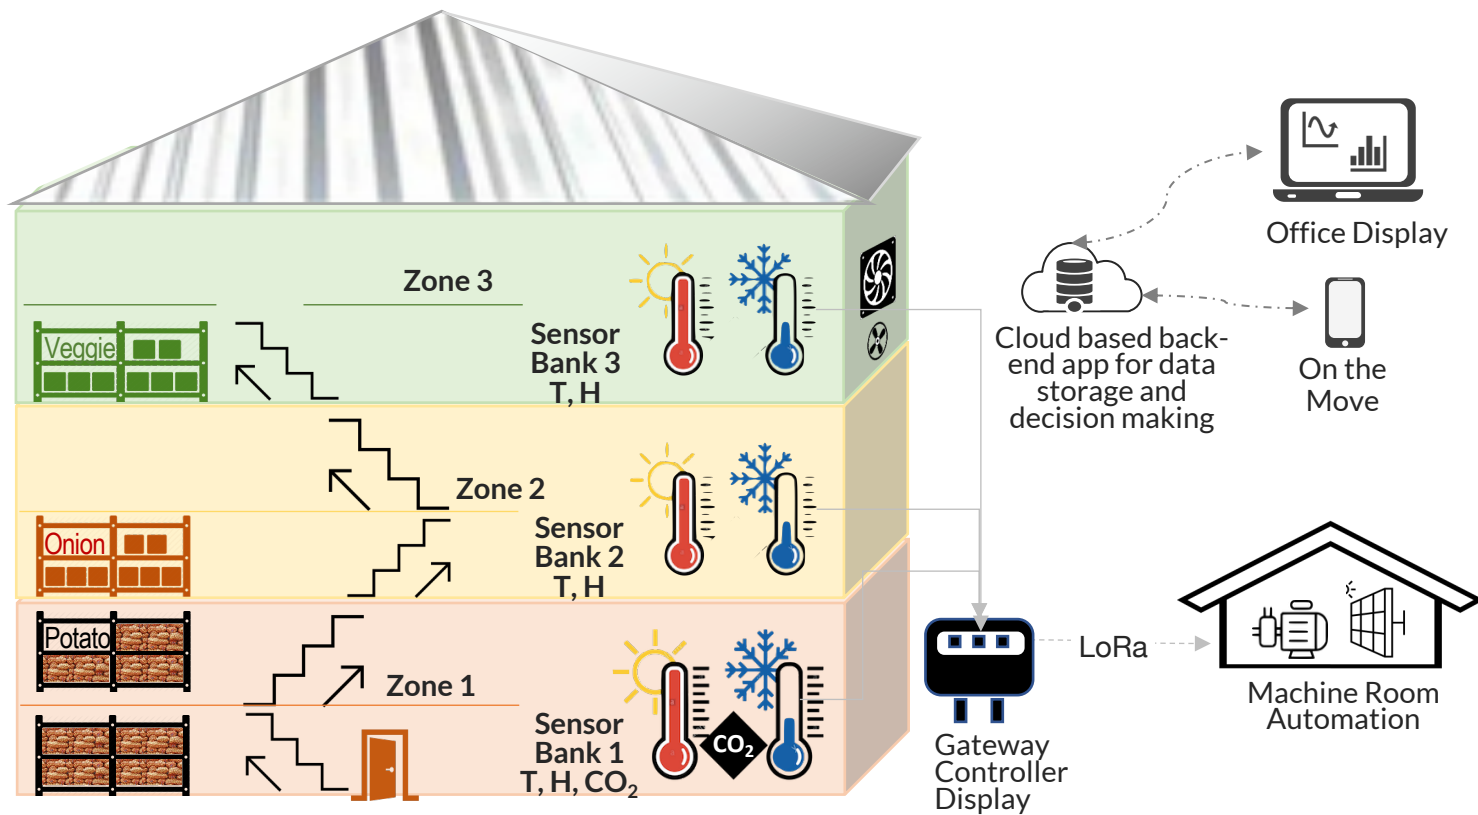 Zone 3
Veggie
Sensor
Bank 3
T, H
Zone 2
Onion
Sensor
Bank 2
T, H
Potato
Zone 1
Sensor
Bank 1
T, H, CO₂
CO₂
Office Display
Cloud based back-
end app for data
storage and
decision making
On the
Move
LoRa
Gateway
Controller
Display
Machine Room
Automation